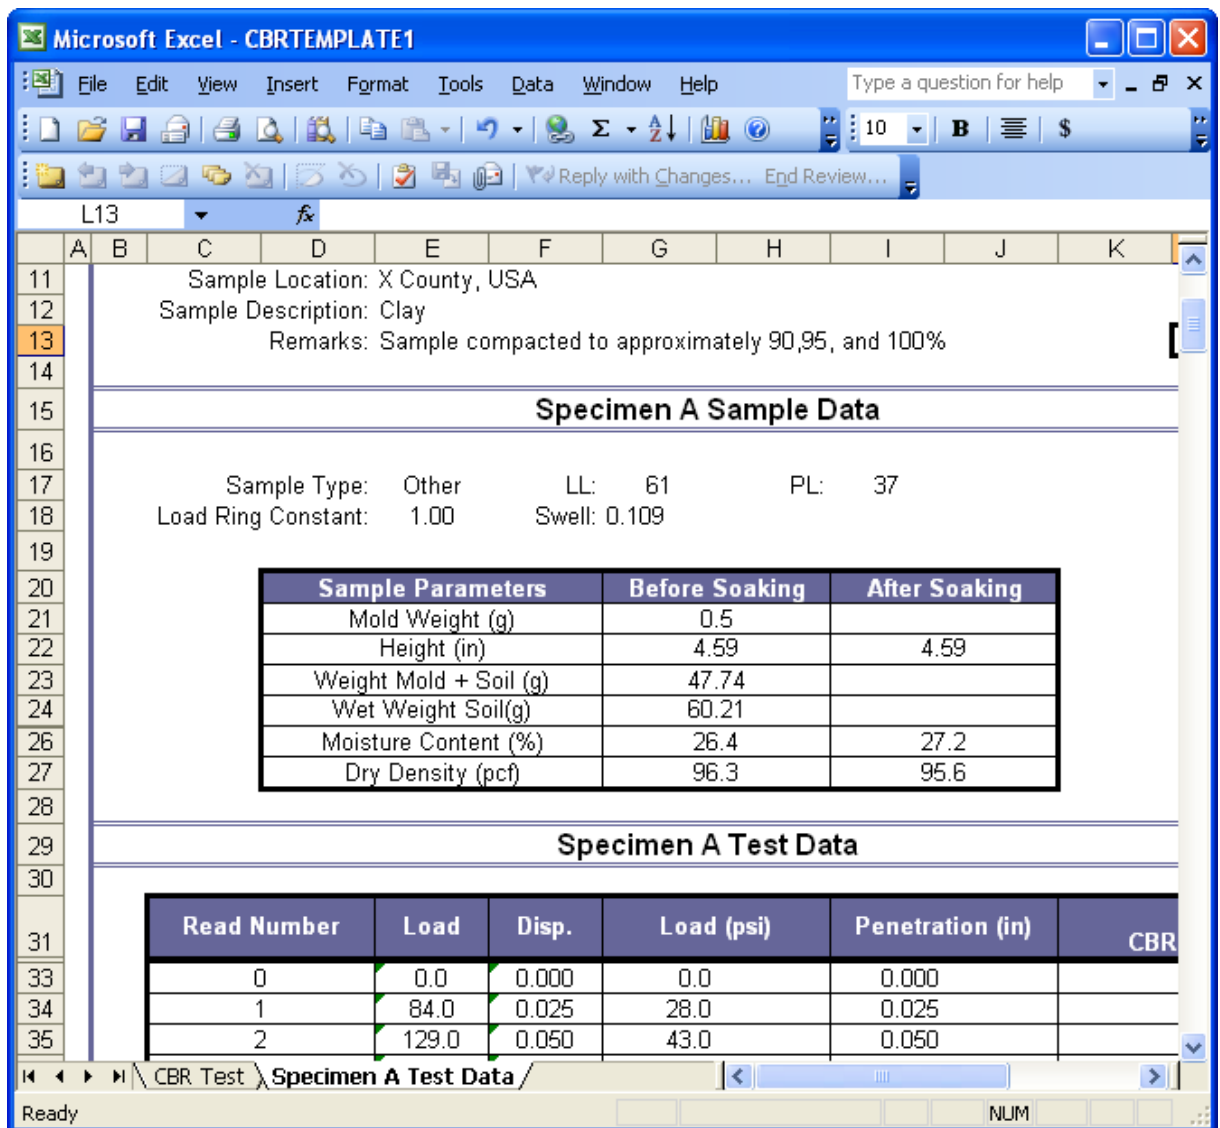 Microsoft Excel - CBRTEMPLATE1
File Edit View Insert Format Tools Data Window Help Type a question for help
10 B $
Reply with Changes... End Review...
L13 fx
A B C D E F G H I J K
11 Sample Location: X County, USA
12 Sample Description: Clay
13 Remarks: Sample compacted to approximately 90,95, and 100%
14
15 Specimen A Sample Data
16
17 Sample Type: Other LL: 61 PL: 37
18 Load Ring Constant: 1.00 Swell: 0.109
19
20 Sample Parameters Before Soaking After Soaking
21 Mold Weight (g) 0.5
22 Height (in) 4.59 4.59
23 Weight Mold + Soil (g) 47.74
24 Wet Weight Soil(g) 60.21
26 Moisture Content (%) 26.4 27.2
27 Dry Density (pcf) 96.3 95.6
28
29 Specimen A Test Data
30
31 Read Number Load Disp. Load (psi) Penetration (in) CBR
33 0 0.0 0.000 0.0 0.000
34 1 84.0 0.025 28.0 0.025
35 2 129.0 0.050 43.0 0.050
CBR Test Specimen A Test Data
Ready NUM